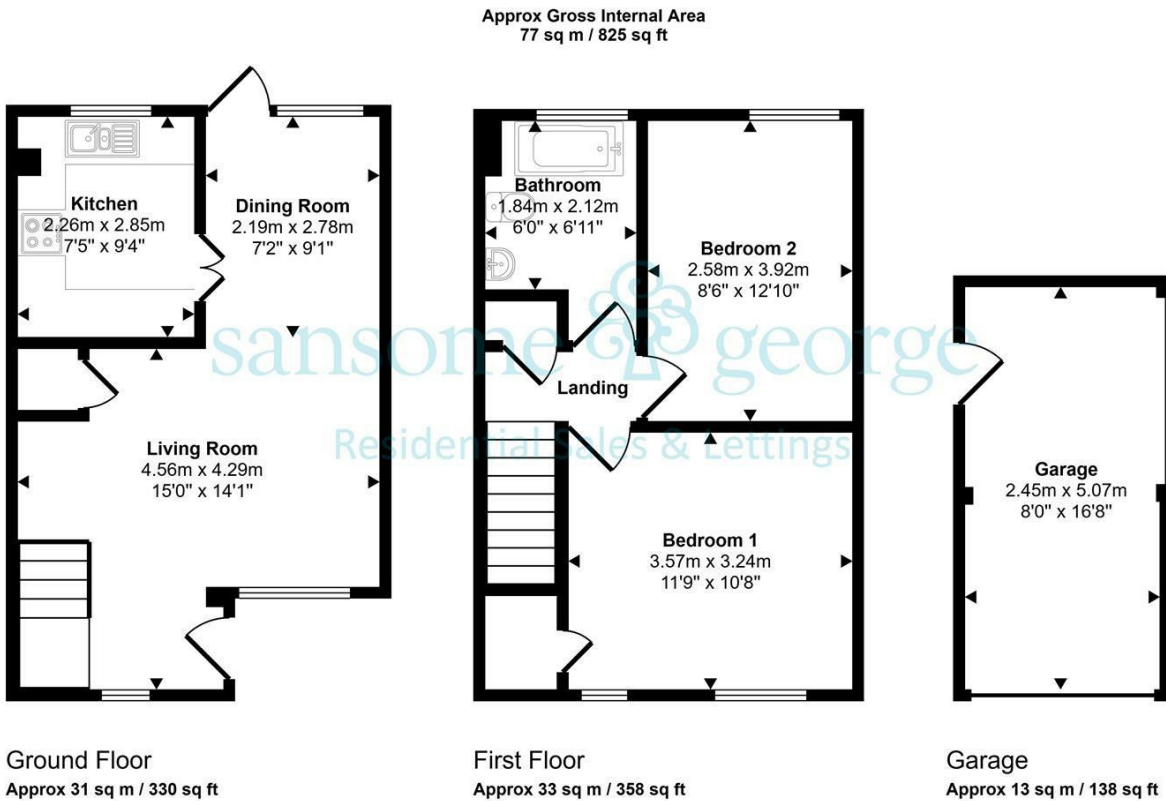 Approx Gross Internal Area
77 sq m / 825 sq ft
Kitchen
2.26m x 2.85m
7'5" x 9'4"
Dining Room
2.19m x 2.78m
7'2" x 9'1"
Living Room
4.56m x 4.29m
15'0" x 14'1"
Bathroom
1.84m x 2.12m
6'0" x 6'11"
Bedroom 2
2.58m x 3.92m
8'6" x 12'10"
Landing
Bedroom 1
3.57m x 3.24m
11'9" x 10'8"
Garage
2.45m x 5.07m
8'0" x 16'8"
sansome george
Residential Sales & Lettings
Ground Floor
Approx 31 sq m / 330 sq ft
First Floor
Approx 33 sq m / 358 sq ft
Garage
Approx 13 sq m / 138 sq ft